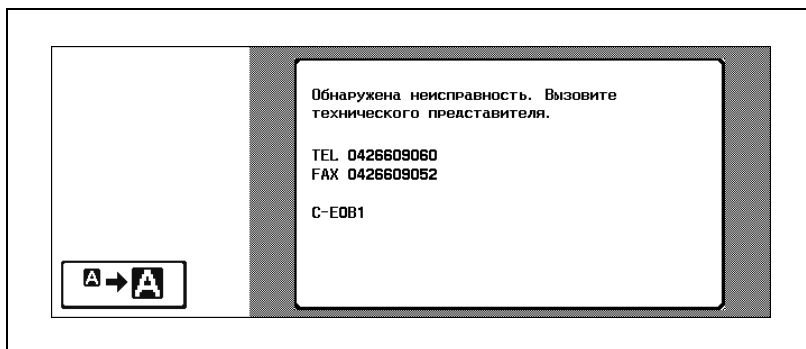 Обнаружена неисправность. Вызовите
технического представителя.
TEL 0426609060
FAX 0426609052
C-E0B1
A → A